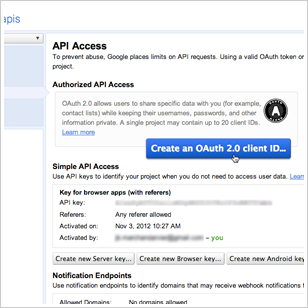 apis
API Access
To prevent abuse, Google places limits on API requests. Using a valid OAuth token or
project.
Authorized API Access
OAuth 2.0 allows users to share specific data with you (for example,
contact lists) while keeping their usernames, passwords, and other
information private. A single project may contain up to 20 client IDs.
Learn more
Create an OAuth 2.0 client ID...
Simple API Access
Use API keys to identify your project when you do not need to access user data. Learn
Key for browser apps (with referers)
API key:
Referers: Any referer allowed
Activated on: Nov 3, 2012 10:27 AM
Activated by: – you
Create new Server key... Create new Browser key... Create new Android key
Notification Endpoints
Use notification endpoints to identify domains that may receive webhook notifications f
Allowed Domains: No domains allowed